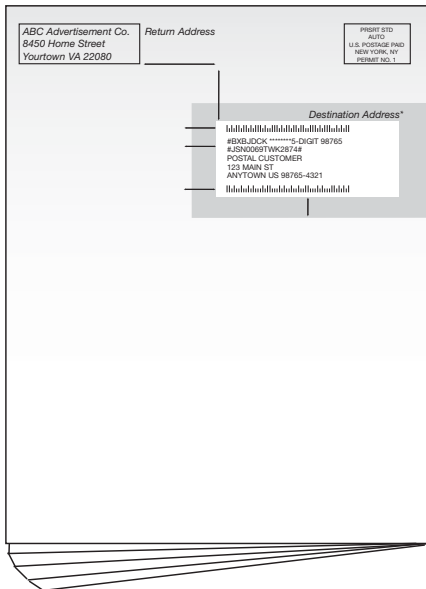 ABC Advertisement Co.
8450 Home Street
Yourtown VA 22080
Return Address
PRSRT STD
AUTO
U.S. POSTAGE PAID
NEW YORK, NY
PERMIT NO. 1
Destination Address*
#BXBJDCK ********5-DIGIT 98765
#JSN0069TWK2874#
POSTAL CUSTOMER
123 MAIN ST
ANYTOWN US 98765-4321